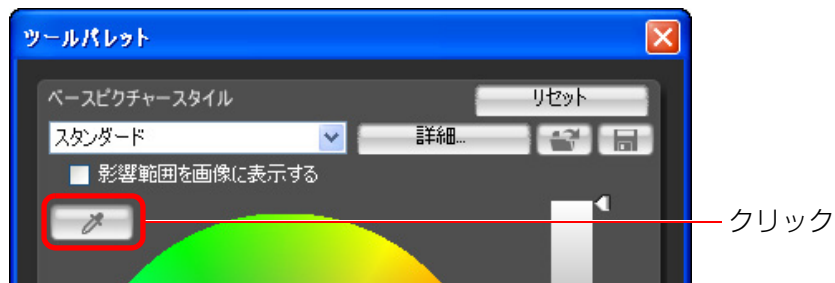 ツールパレット
ベースピクチャースタイル
リセット
スタンダード
詳細...
影響範囲を画像に表示する
クリック